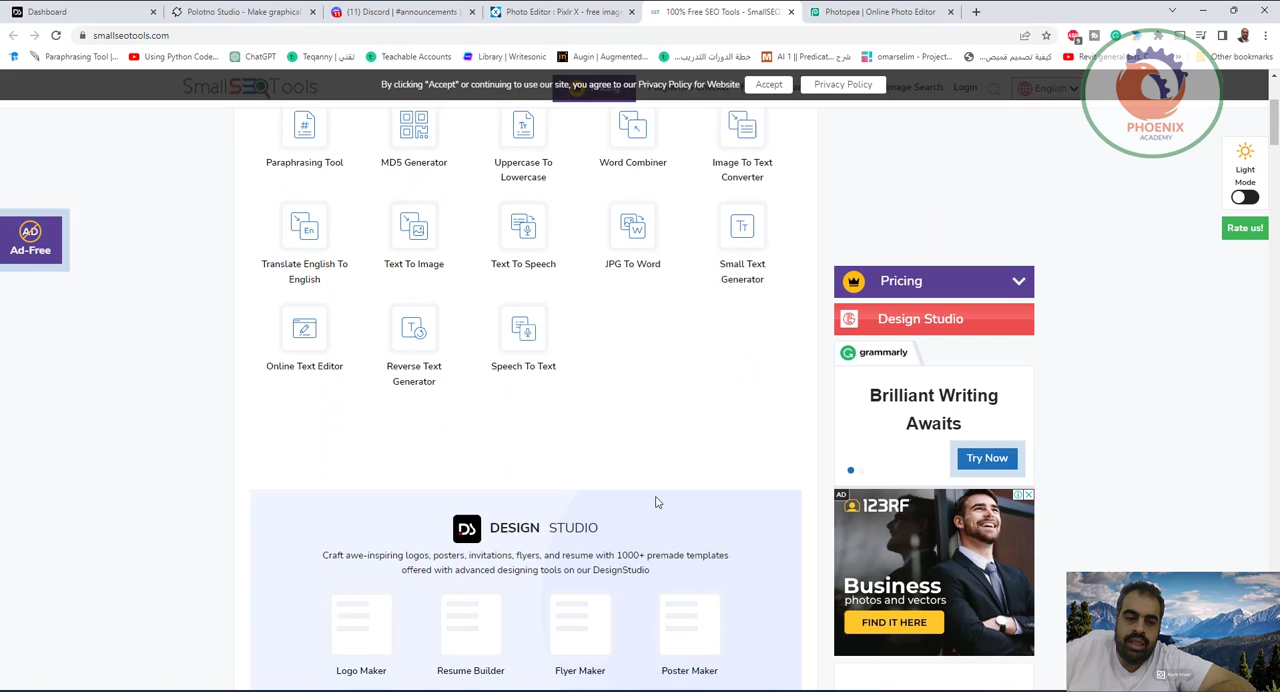 Dashboard
Polotno Studio - Make graphical
(11) Discord | #announcements |
Photo Editor : Pixlr X - free imag
100% Free SEO Tools - SmallSEO
Photopea | Online Photo Editor
smallseotools.com
Paraphrasing Tool |
Using Python Code...
ChatGPT
Teqanny | تقني
Teachable Accounts
Library | Writesonic
Augin | Augmented...
خطة الدورات التدريب...
AI 1 || Predicat... شرح
omarselim - Project...
كيفية تصميم قميص...
Other bookmarks
SmallSEOTools
By clicking "Accept" or continuing to use our site, you agree to our Privacy Policy for Website
Accept
Privacy Policy
Image Search
Login
English
PHOENIX
ACADEMY
Paraphrasing Tool
MD5 Generator
Uppercase To
Lowercase
Word Combiner
Image To Text
Converter
Light
Mode
Rate us!
AD
Ad-Free
Translate English To
English
Text To Image
Text To Speech
JPG To Word
Small Text
Generator
Pricing
Design Studio
Online Text Editor
Reverse Text
Generator
Speech To Text
grammarly
Brilliant Writing
Awaits
Try Now
AD
123RF
Business
photos and vectors
FIND IT HERE
DS DESIGN STUDIO
Craft awe-inspiring logos, posters, invitations, flyers, and resume with 1000+ premade templates
offered with advanced designing tools on our DesignStudio
Logo Maker
Resume Builder
Flyer Maker
Poster Maker